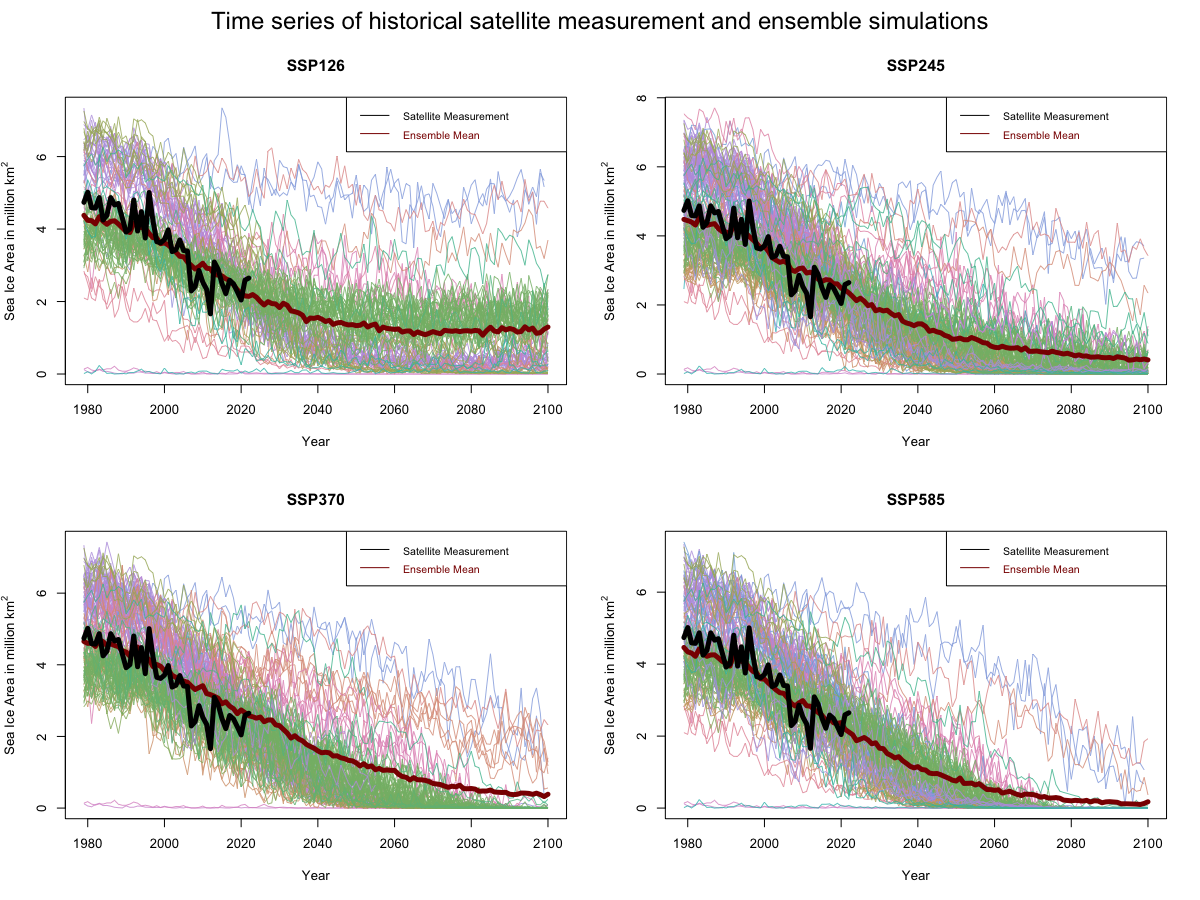 Time series of historical satellite measurement and ensemble simulations
SSP126
Satellite Measurement
Ensemble Mean
Sea Ice Area in million km²
6
4
2
0
1980 2000 2020 2040 2060 2080 2100
Year
SSP245
Satellite Measurement
Ensemble Mean
Sea Ice Area in million km²
8
6
4
2
0
1980 2000 2020 2040 2060 2080 2100
Year
SSP370
Satellite Measurement
Ensemble Mean
Sea Ice Area in million km²
6
4
2
0
1980 2000 2020 2040 2060 2080 2100
Year
SSP585
Satellite Measurement
Ensemble Mean
Sea Ice Area in million km²
6
4
2
0
1980 2000 2020 2040 2060 2080 2100
Year